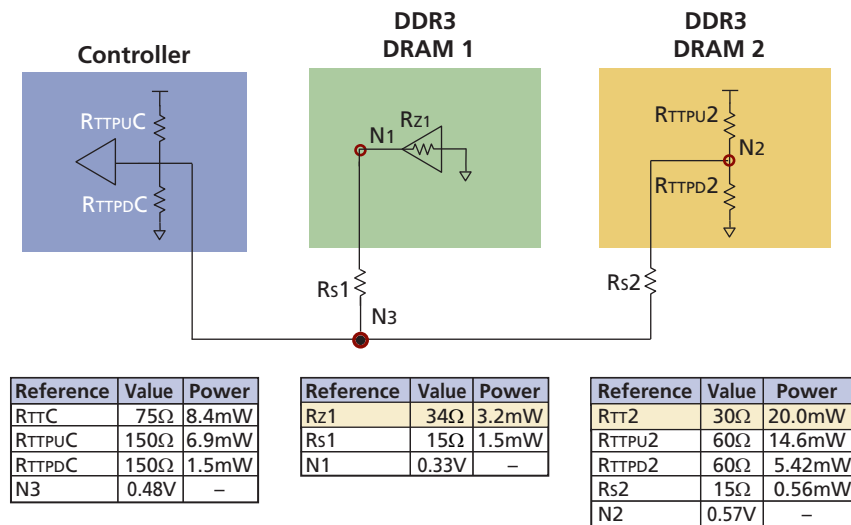 Controller
DDR3
DRAM 1
DDR3
DRAM 2
RTTPUC
RTTPDC
N1
RZ1
RTTPU2
N2
RTTPD2
RS1
N3
RS2
Reference Value Power
RTTC 75Ω 8.4mW
RTTPUC 150Ω 6.9mW
RTTPDC 150Ω 1.5mW
N3 0.48V –
Reference Value Power
RZ1 34Ω 3.2mW
RS1 15Ω 1.5mW
N1 0.33V –
Reference Value Power
RTT2 30Ω 20.0mW
RTTPU2 60Ω 14.6mW
RTTPD2 60Ω 5.42mW
RS2 15Ω 0.56mW
N2 0.57V –